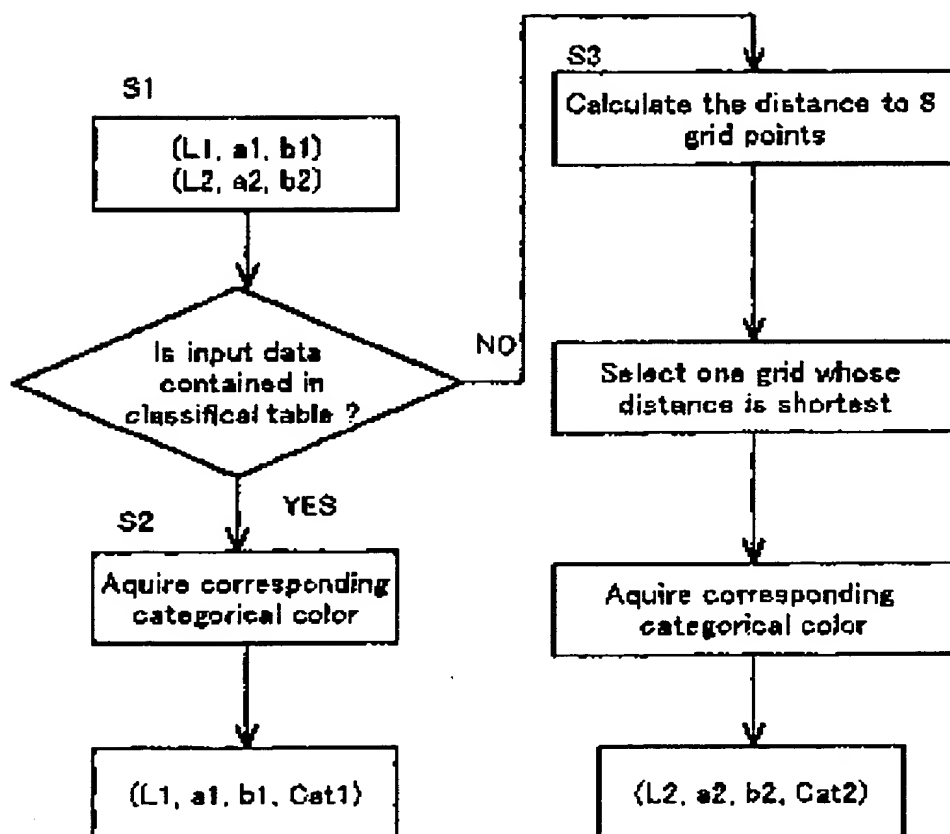 S1
(L1, a1, b1)
(L2, a2, b2)
Is input data
contained in
classifical table ?
NO
YES
S2
Aquire corresponding
categorical color
(L1, a1, b1, Cat1)
S3
Calculate the distance to 8
grid points
Select one grid whose
distance is shortest
Aquire corresponding
categorical color
(L2, a2, b2, Cat2)